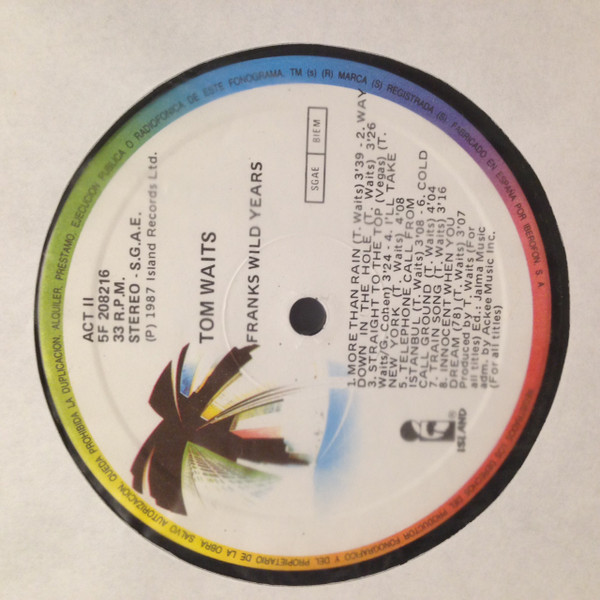 ACT II
5F 208216
33 R.P.M.
STEREO - S.G.A.E.
(P) 1987 Island Records Ltd.
TOM WAITS
FRANKS WILD YEARS
SGAE BIEM
1. MORE THAN RAIN (T. Waits) 3'39 - 2. WAY
DOWN IN THE HOLE (T. Waits) 3'26
3. STRAIGHT TO THE TOP (Vegas) (T.
Waits/G. Cohen) 3'24 - 4. I'LL TAKE
NEW YORK (T. Waits) 4'08
5. TELEPHONE CALL FROM
ISTANBUL (T. Waits) 3'08 - 6. COLD
CALL GROUND (T. Waits) 4'04
7. TRAIN SONG (T. Waits) 3'16
8. INNOCENT WHEN YOU
DREAM (78) (T. Waits) 3'07
Produced by T. Waits (For
all titles) Ed.: Jalma Music
adm. by Ackee Music Inc.
(For all titles)
ISLAND®
RESERVADOS LOS DERECHOS DEL PRODUCTOR FONOGRAFICO Y DEL PROPIETARIO DE LA OBRA. SALVO AUTORIZACION, QUEDA PROHIBIDA LA DUPLICACION, ALQUILER, PRESTAMO, EJECUCION PUBLICA O RADIOFONICA DE ESTE FONOGRAMA. TM (s) (R) MARCA (S) REGISTRADA (S) FABRICADO EN ESPAÑA POR IBEROFON, S. A.